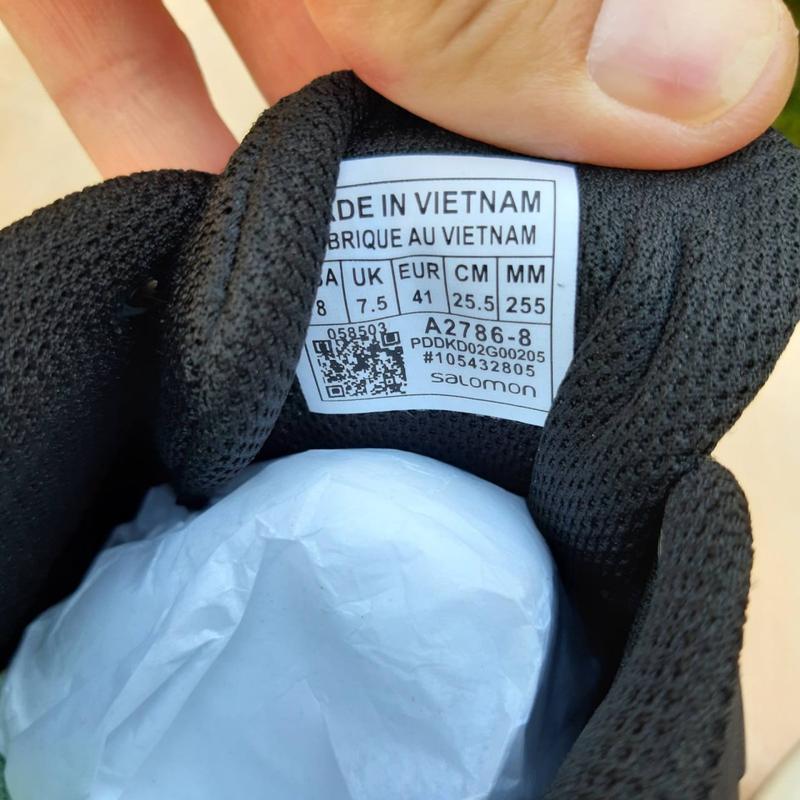 DE IN VIETNAM
BRIQUE AU VIETNAM
A UK EUR CM MM
8 7.5 41 25.5 255
058503 A2786-8
PDDKD02G00205
#105432805
salomon